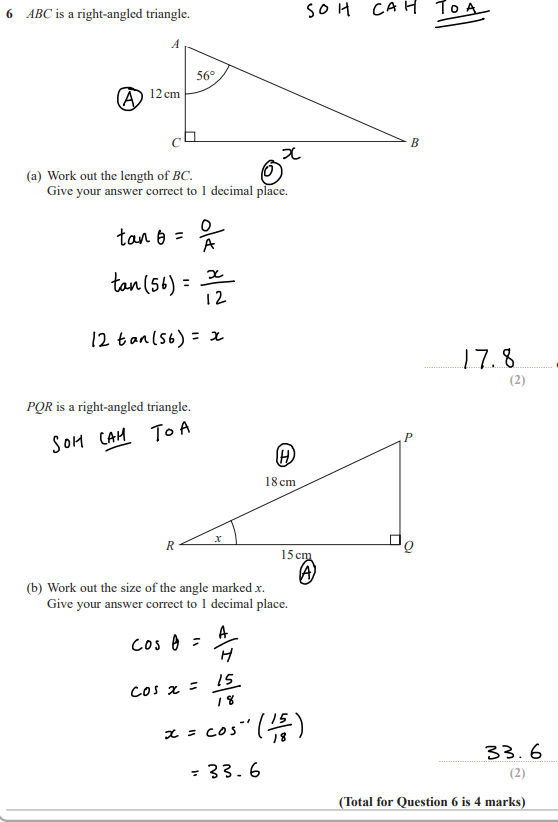 SOH CAH TOA
6 ABC is a right-angled triangle.
A
56°
A 12 cm
C
B
x
O
(a) Work out the length of BC.
Give your answer correct to 1 decimal place.
tan θ = O/A
tan(56) = x/12
12 tan(56) = x
17.8
(2)
PQR is a right-angled triangle.
SOH CAH TOA
P
H
18 cm
R
x
Q
15 cm
A
(b) Work out the size of the angle marked x.
Give your answer correct to 1 decimal place.
cos θ = A/H
cos x = 15/18
x = cos⁻¹(15/18)
= 33.6
33.6
(2)
(Total for Question 6 is 4 marks)